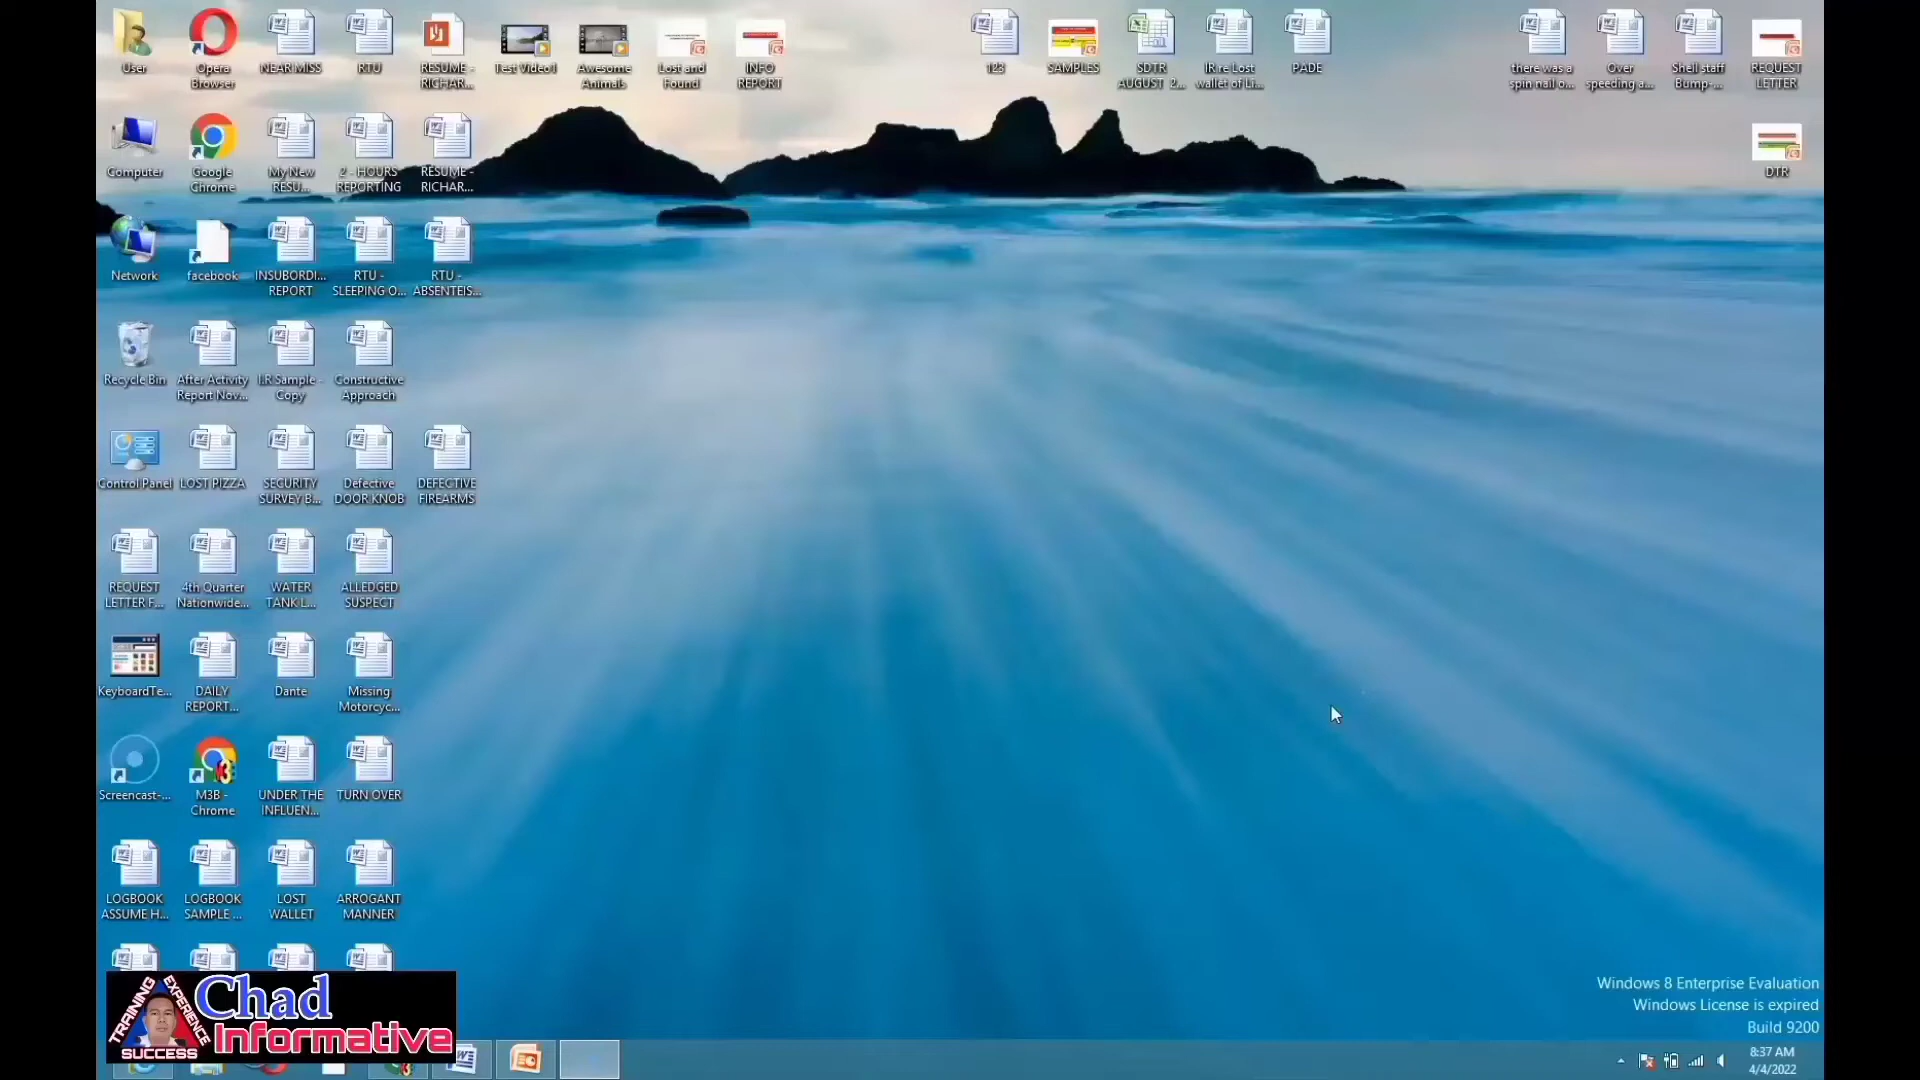 User
Opera
Browser
NEAR MISS
RTU
RESUME -
RICHAR...
Test Video1
Awesome
Animals
Lost and
Found
INFO
REPORT
123
SAMPLES
SDTR
AUGUST 2...
IR re Lost
wallet of Li...
PADE
there was a
spin nail o...
Over
speeding a...
Shell staff
Bump-...
REQUEST
LETTER
Computer
Google
Chrome
My New
RESU...
2 - HOURS
REPORTING
RESUME -
RICHAR...
DTR
Network
facebook
INSUBORDI...
REPORT
RTU -
SLEEPING O...
RTU -
ABSENTEIS...
Recycle Bin
After Activity
Report Nov...
I.R Sample -
Copy
Constructive
Approach
Control Panel
LOST PIZZA
SECURITY
SURVEY B...
Defective
DOOR KNOB
DEFECTIVE
FIREARMS
REQUEST
LETTER F...
4th Quarter
Nationwide...
WATER
TANK L...
ALLEDGED
SUSPECT
KeyboardTe...
DAILY
REPORT...
Dante
Missing
Motorcyc...
Screencast-...
M3B -
Chrome
UNDER THE
INFLUEN...
TURN OVER
LOGBOOK
ASSUME H...
LOGBOOK
SAMPLE ...
LOST
WALLET
ARROGANT
MANNER
TRAINING
EXPERIENCE
SUCCESS
Chad
Informative
Windows 8 Enterprise Evaluation
Windows License is expired
Build 9200
8:37 AM
4/4/2022